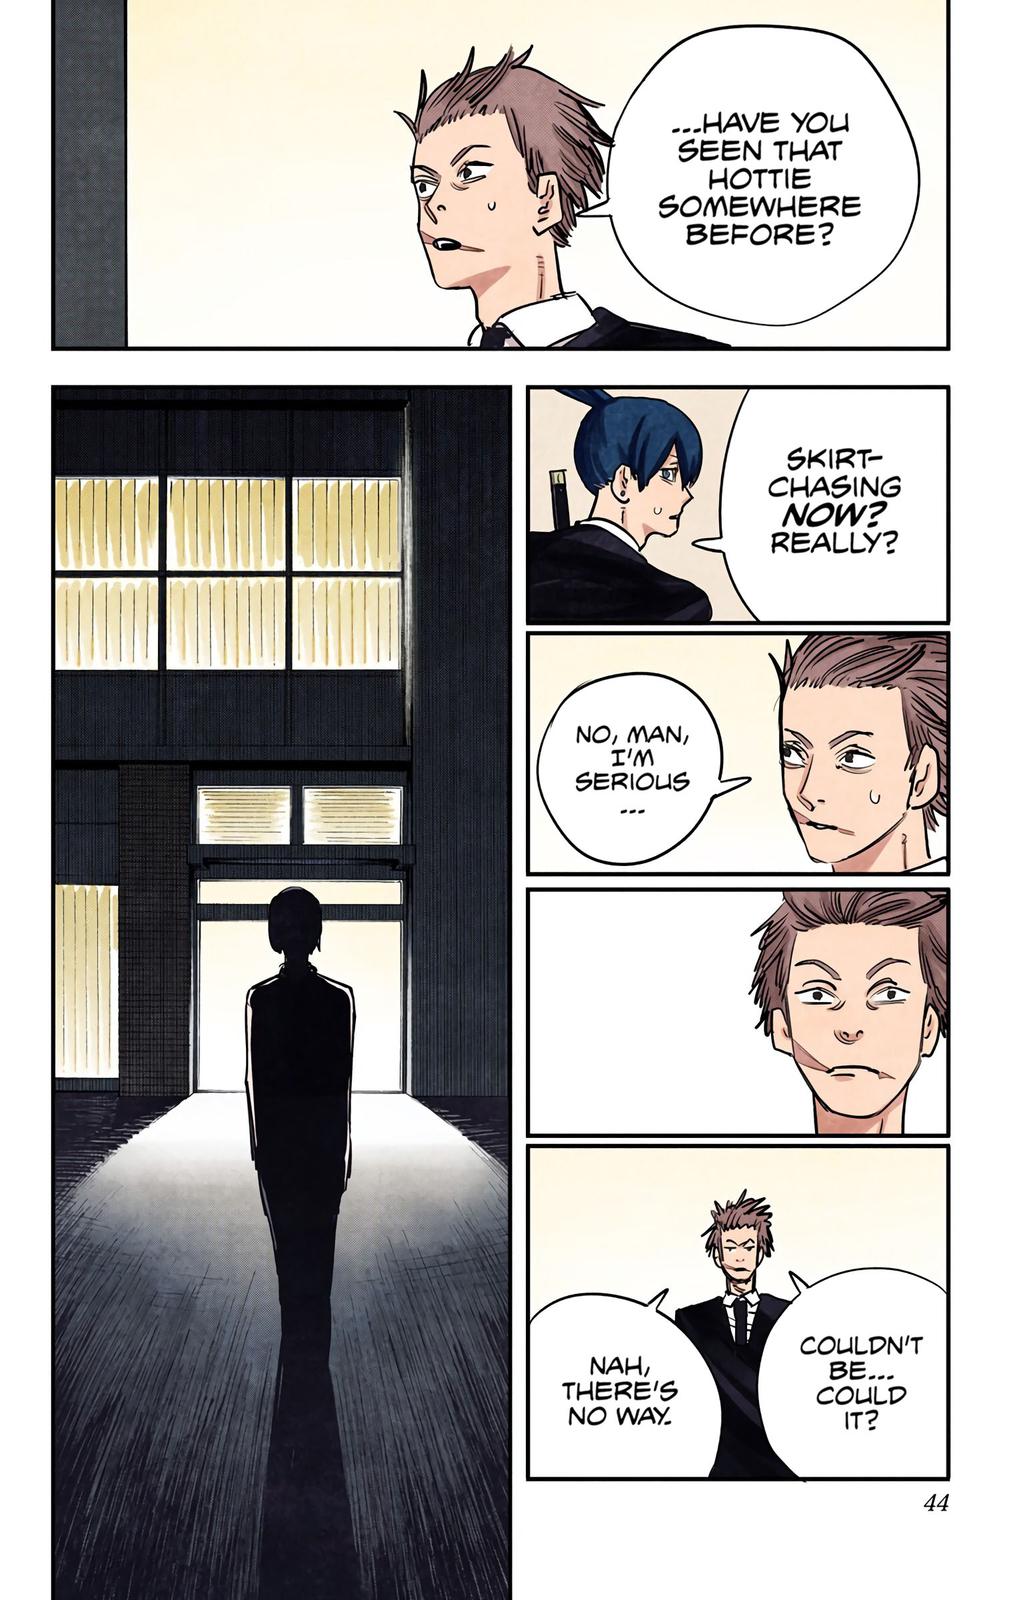 ...HAVE YOU
SEEN THAT
HOTTIE
SOMEWHERE
BEFORE?
SKIRT-
CHASING
NOW?
REALLY?
NO, MAN,
I'M
SERIOUS
...
COULDN'T
BE...
COULD
IT?
NAH,
THERE'S
NO WAY.
44